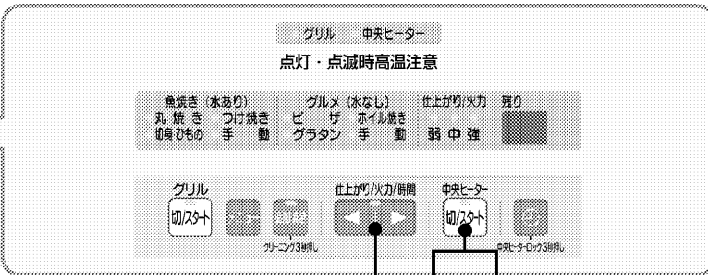 グリル 中央ヒーター
点灯・点滅時高温注意
魚焼き（水あり） グルメ（水なし） 仕上がり/火力 残り
丸焼き つけ焼き ピザ ホイル焼き
切身・ひもの 手動 グラタン 手動 弱 中 強
グリル 仕上がり/火力/時間 中央ヒーター
切/スタート 切/スタート
クリーニング3秒押し 中央ヒーターロック3秒押し